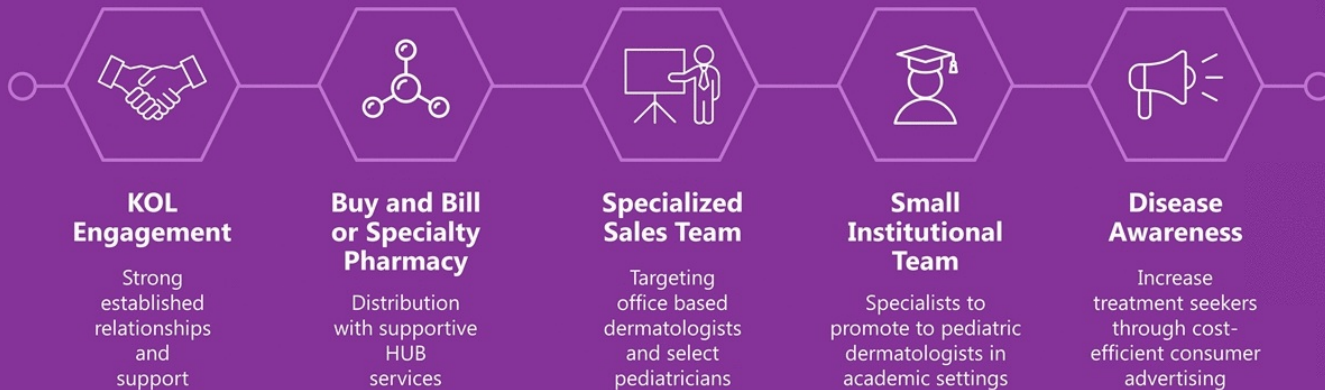 KOL
Engagement
Strong
established
relationships
and
support
Buy and Bill
or Specialty
Pharmacy
Distribution
with supportive
HUB
services
Specialized
Sales Team
Targeting
office based
dermatologists
and select
pediatricians
Small
Institutional
Team
Specialists to
promote to pediatric
dermatologists in
academic settings
Disease
Awareness
Increase
treatment seekers
through cost-
efficient consumer
advertising